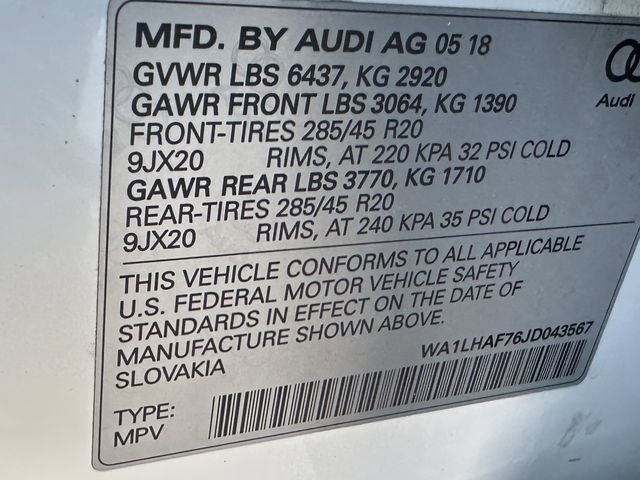 MFD. BY AUDI AG 05 18
GVWR LBS 6437, KG 2920
GAWR FRONT LBS 3064, KG 1390
FRONT-TIRES 285/45 R20
9JX20 RIMS, AT 220 KPA 32 PSI COLD
GAWR REAR LBS 3770, KG 1710
REAR-TIRES 285/45 R20
9JX20 RIMS, AT 240 KPA 35 PSI COLD
Audi
THIS VEHICLE CONFORMS TO ALL APPLICABLE
U.S. FEDERAL MOTOR VEHICLE SAFETY
STANDARDS IN EFFECT ON THE DATE OF
MANUFACTURE SHOWN ABOVE.
SLOVAKIA
WA1LHAF76JD043567
TYPE:
MPV